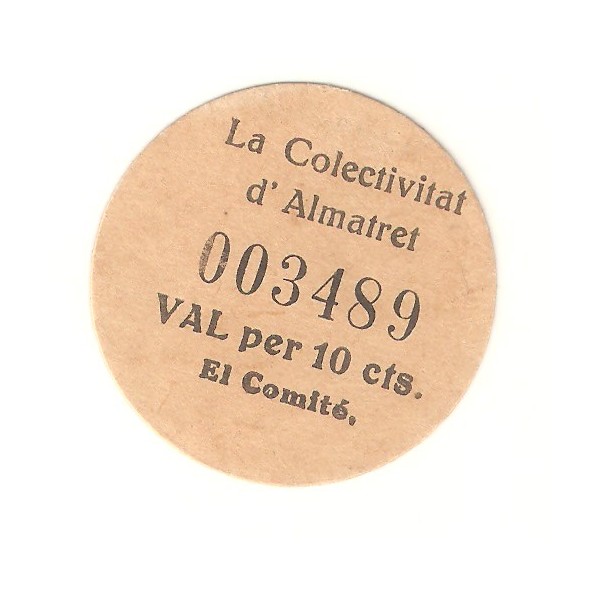 La Colectivitat
d' Almatret
003489
VAL per 10 cts.
El Comité.